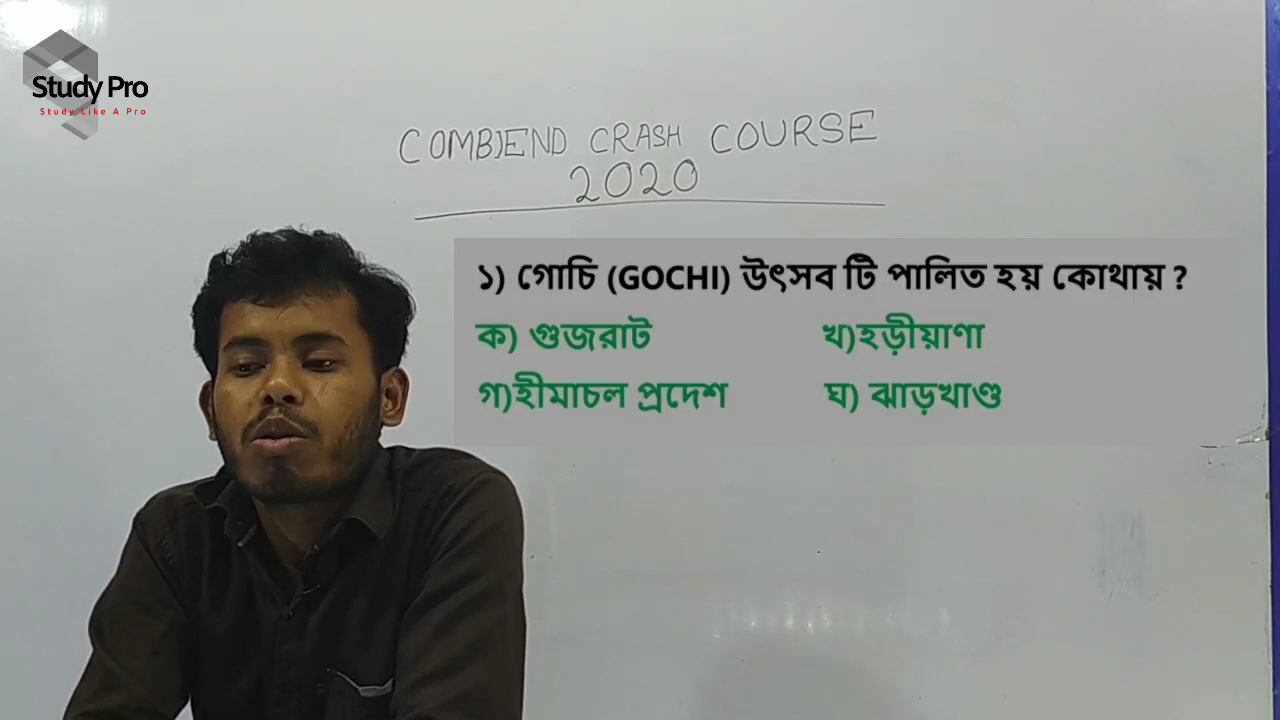 Study Pro
Study Like A Pro
COMBIEND CRASH COURSE
2020
১) গোচি (GOCHI) উৎসব টি পালিত হয় কোথায় ?
ক) গুজরাট খ)হড়ীয়াণা
গ)হীমাচল প্রদেশ ঘ) ঝাড়খাণ্ড